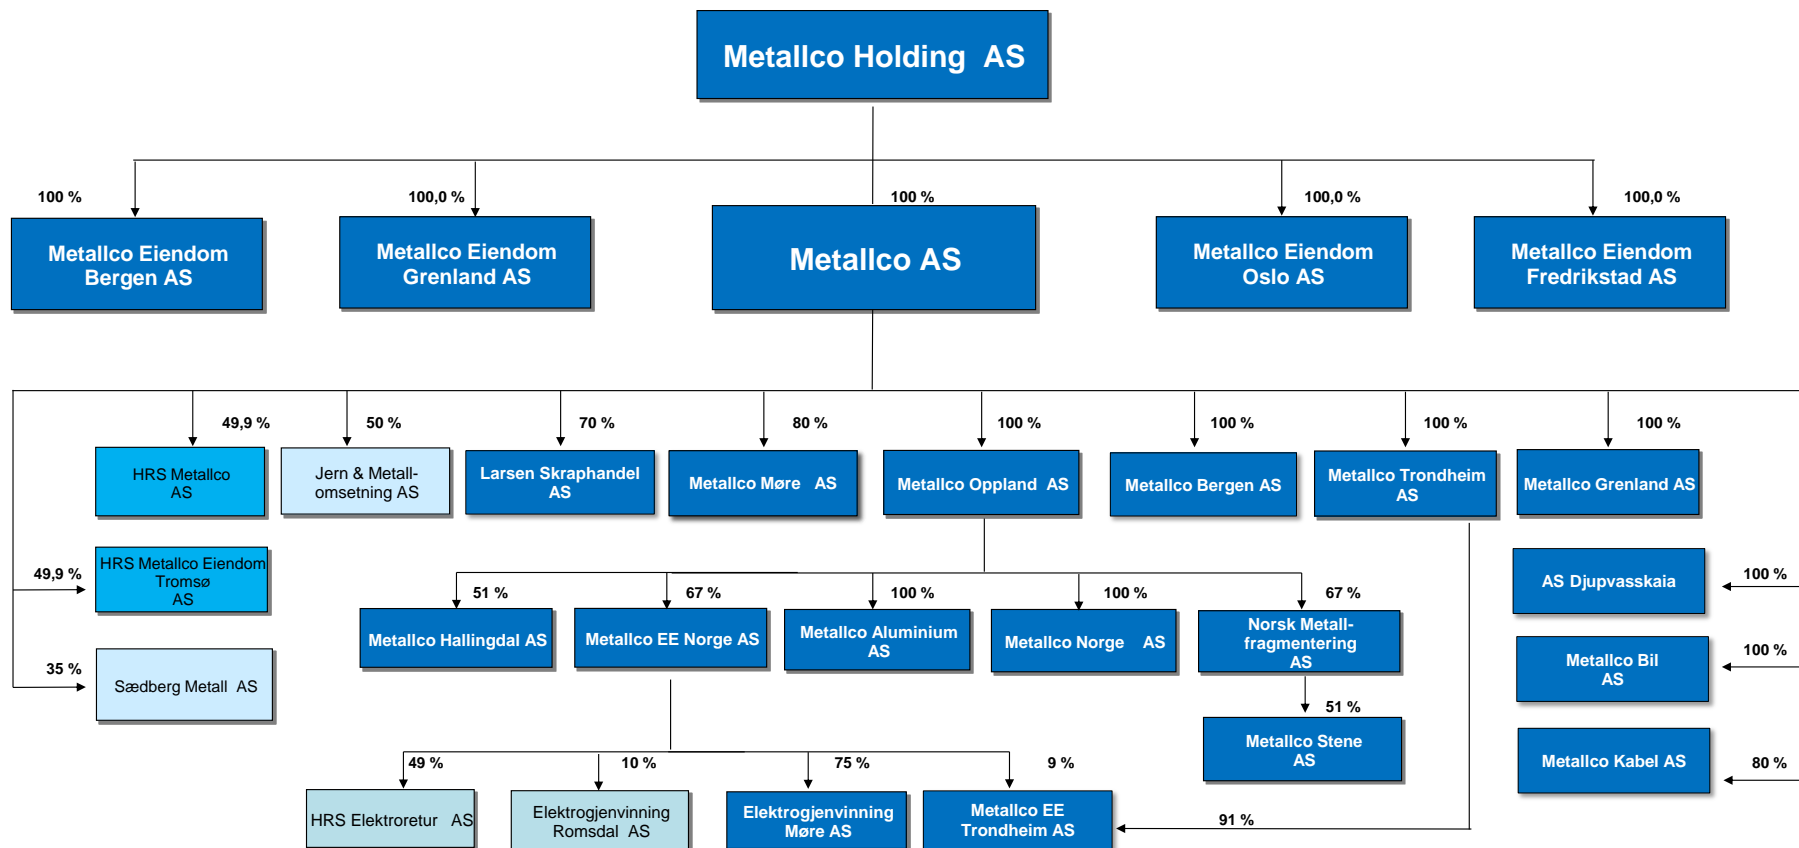 Metallco Holding AS
100 %
100,0 %
100 %
100,0 %
100,0 %
Metallco Eiendom
Bergen AS
Metallco Eiendom
Grenland AS
Metallco AS
Metallco Eiendom
Oslo AS
Metallco Eiendom
Fredrikstad AS
49,9 %
50 %
70 %
80 %
100 %
100 %
100 %
100 %
HRS Metallco
AS
Jern & Metall-
omsetning AS
Larsen Skraphandel
AS
Metallco Møre AS
Metallco Oppland AS
Metallco Bergen AS
Metallco Trondheim
AS
Metallco Grenland AS
49,9 %
HRS Metallco Eiendom
Tromsø
AS
AS Djupvasskaia
100 %
51 %
67 %
100 %
100 %
67 %
Metallco Hallingdal AS
Metallco EE Norge AS
Metallco Aluminium
AS
Metallco Norge AS
Norsk Metall-
fragmentering
AS
35 %
Sædberg Metall AS
Metallco Bil
AS
100 %
51 %
Metallco Stene
AS
Metallco Kabel AS
80 %
49 %
10 %
75 %
9 %
HRS Elektroretur AS
Elektrogjenvinning
Romsdal AS
Elektrogjenvinning
Møre AS
Metallco EE
Trondheim AS
91 %